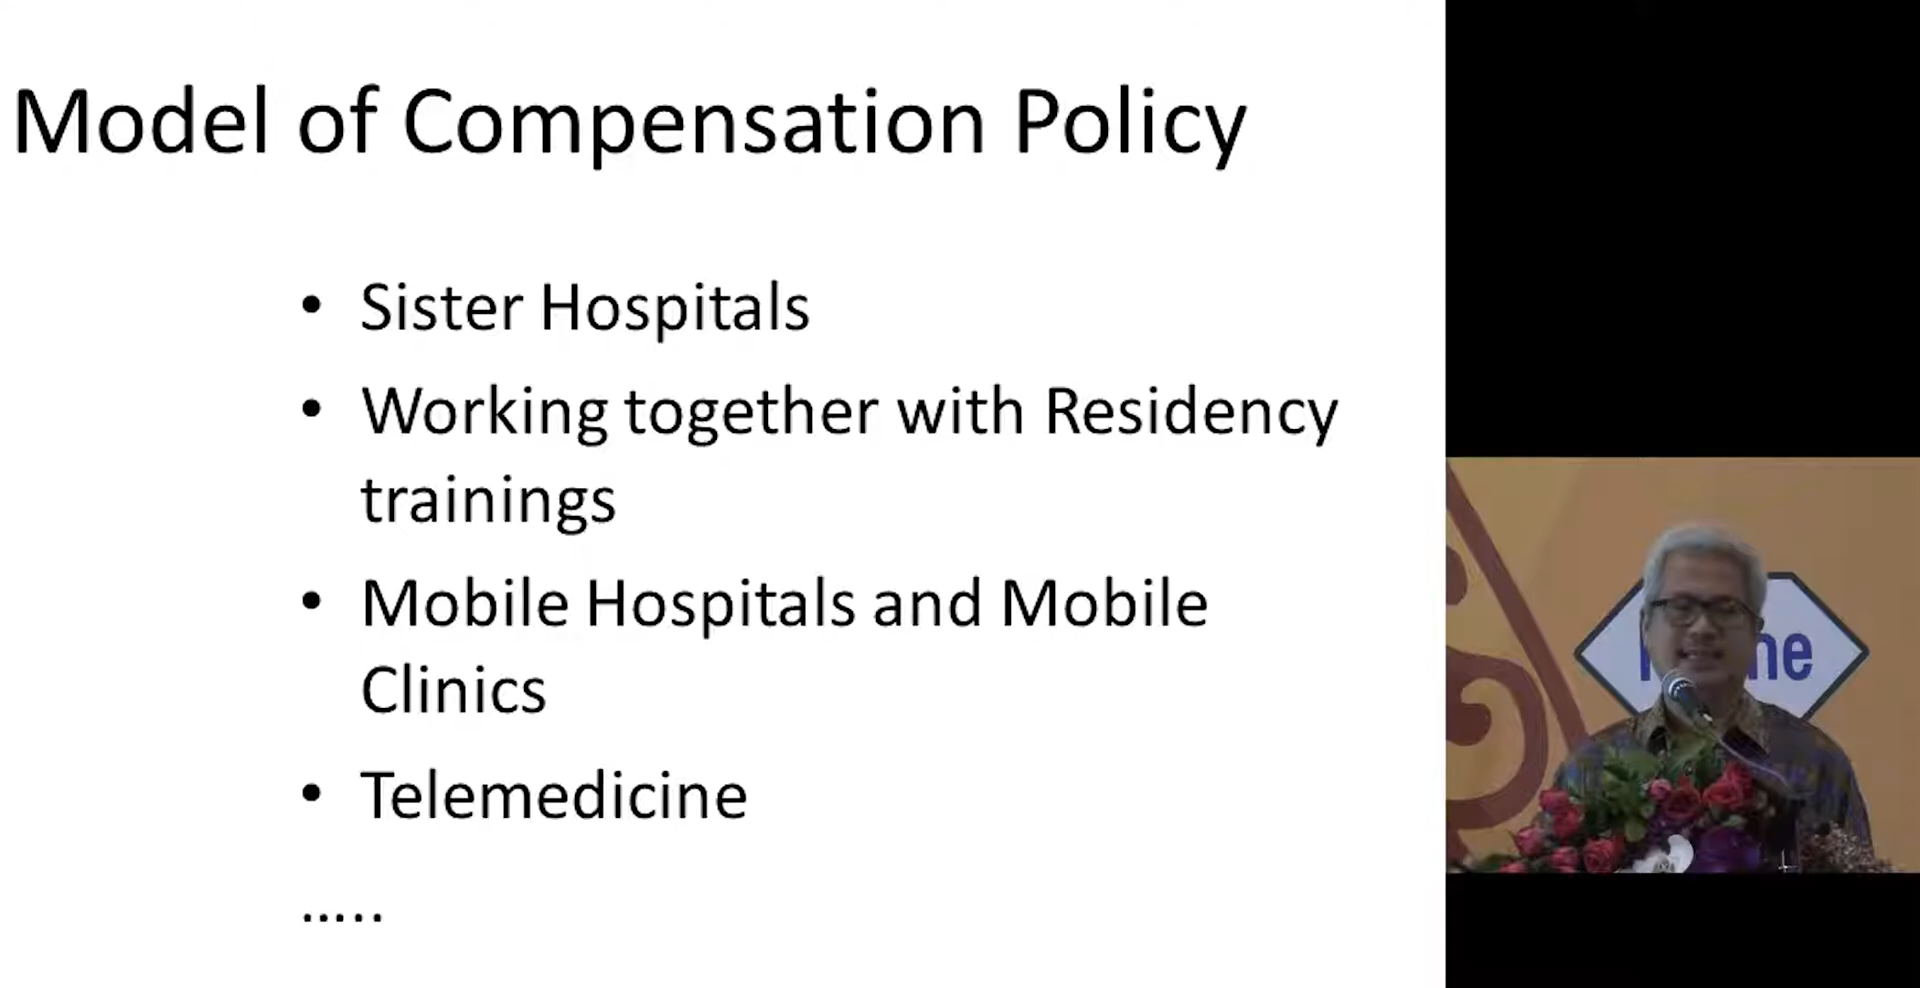 Model of Compensation Policy
• Sister Hospitals
• Working together with Residency
trainings
• Mobile Hospitals and Mobile
Clinics
• Telemedicine
.....